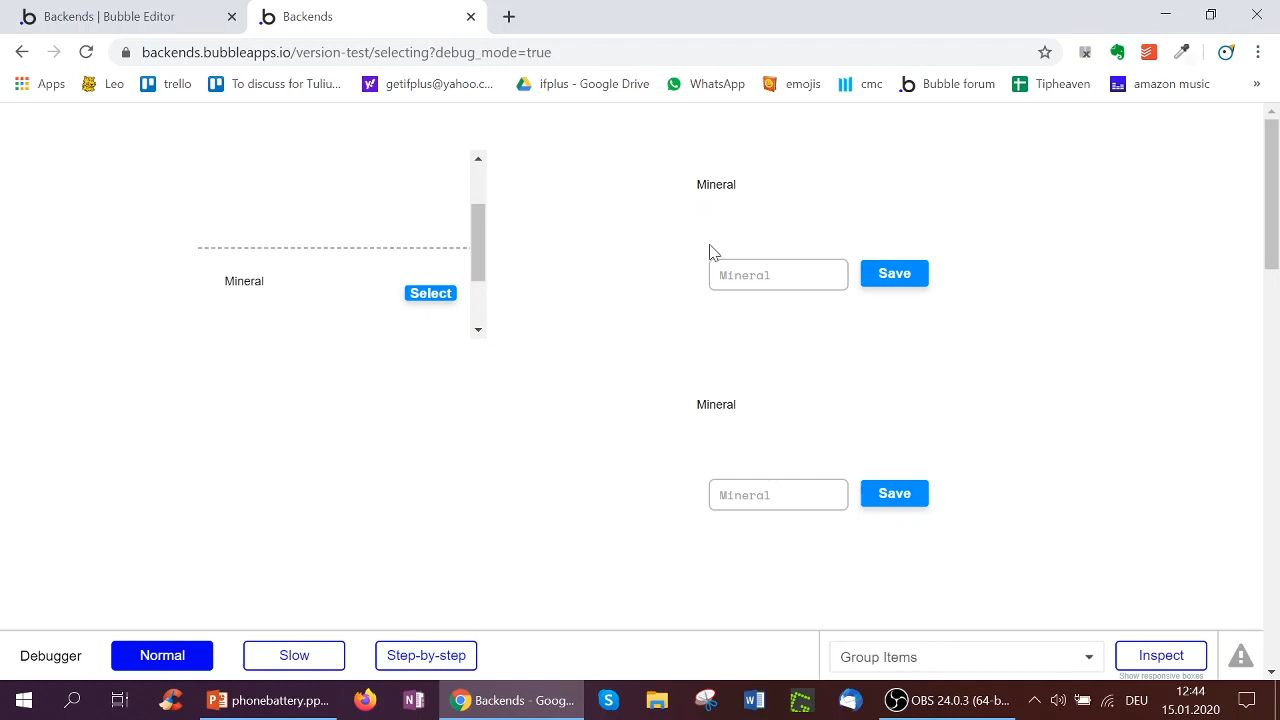 Backends | Bubble Editor
Backends
backends.bubbleapps.io/version-test/selecting?debug_mode=true
Apps
Leo
trello
To discuss for Tuliu...
getifplus@yahoo.c...
ifplus - Google Drive
WhatsApp
emojis
cmc
Bubble forum
Tipheaven
amazon music
»
Mineral
Mineral
Save
Mineral
Select
Mineral
Mineral
Save
Debugger
Normal
Slow
Step-by-step
Group Items
Inspect
Show responsive boxes
phonebattery.pp...
Backends - Goog...
OBS 24.0.3 (64-b...
DEU
12:44
15.01.2020